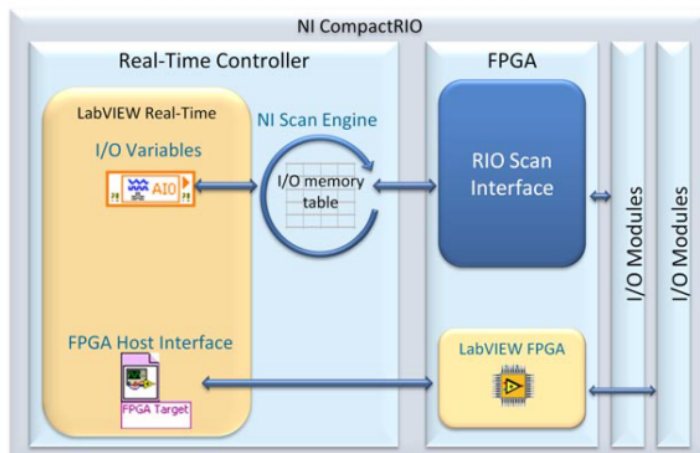 NI CompactRIO
Real-Time Controller
FPGA
LabVIEW Real-Time
NI Scan Engine
I/O Variables
AI0
I/O memory
table
RIO Scan
Interface
I/O Modules
I/O Modules
FPGA Host Interface
FPGA Target
LabVIEW FPGA